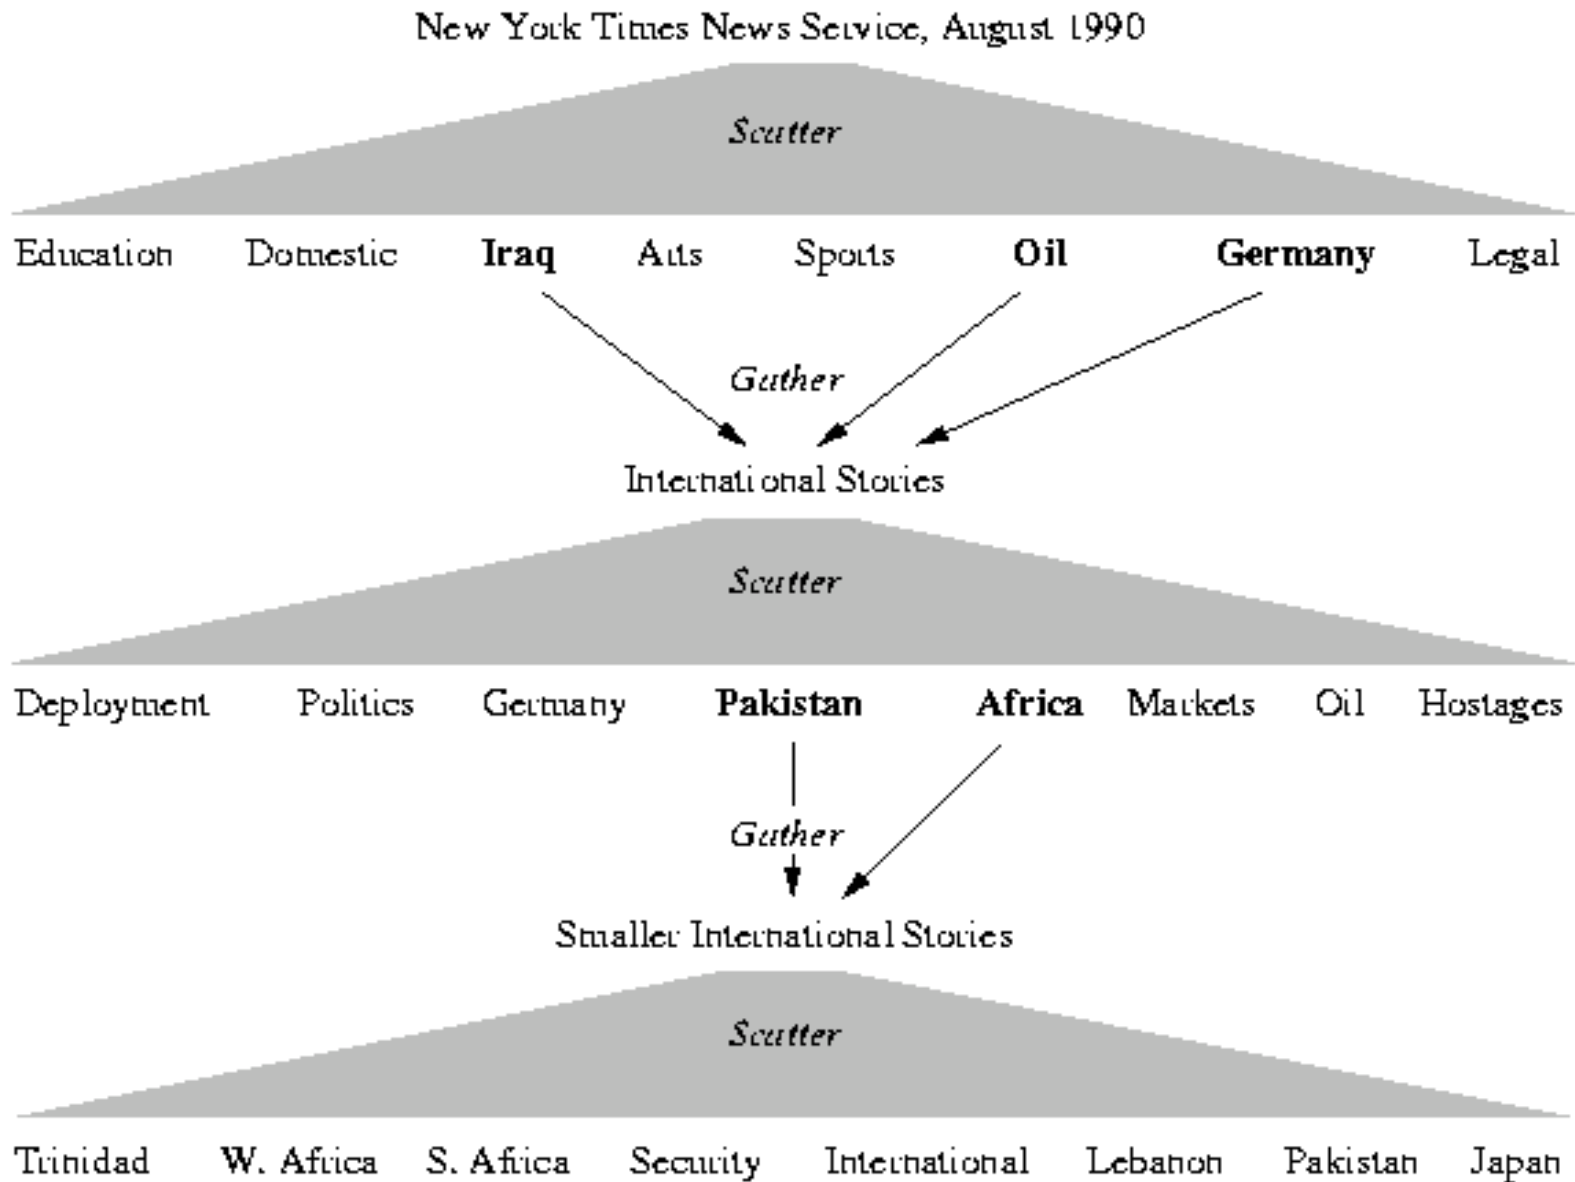 New York Times News Service, August 1990
Scatter
Education Domestic Iraq Arts Sports Oil Germany Legal
Gather
International Stories
Scatter
Deployment Politics Germany Pakistan Africa Markets Oil Hostages
Gather
Smaller International Stories
Scatter
Trinidad W. Africa S. Africa Security International Lebanon Pakistan Japan